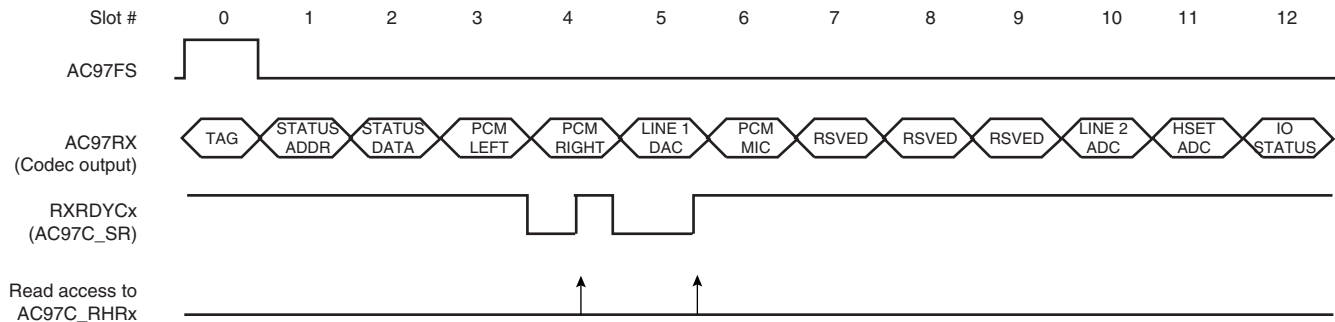 Slot # 0 1 2 3 4 5 6 7 8 9 10 11 12
AC97FS
AC97RX
(Codec output)
TAG
STATUS
ADDR
STATUS
DATA
PCM
LEFT
PCM
RIGHT
LINE 1
DAC
PCM
MIC
RSVED
RSVED
RSVED
LINE 2
ADC
HSET
ADC
IO
STATUS
RXRDYCx
(AC97C_SR)
Read access to
AC97C_RHRx